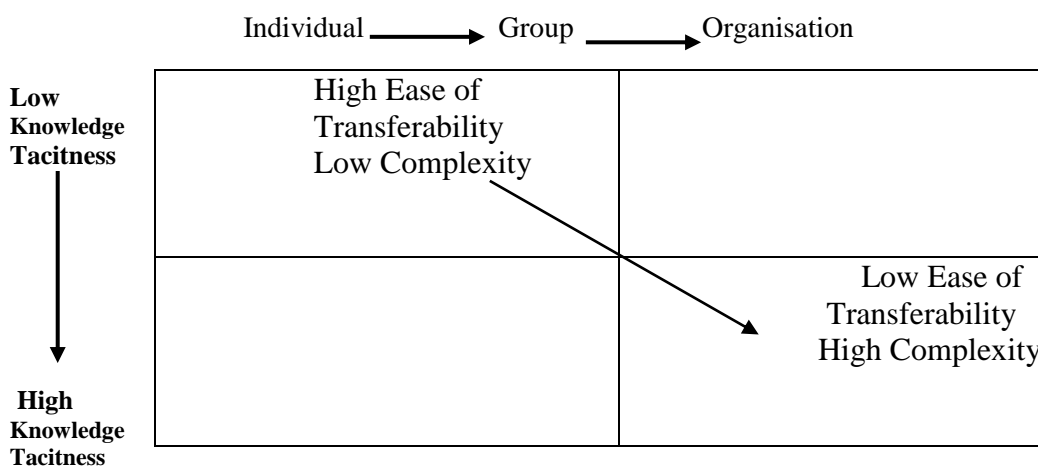 Individual Group Organisation
Low
Knowledge
Tacitness
High Ease of
Transferability
Low Complexity
Low Ease of
Transferability
High Complexity
High
Knowledge
Tacitness